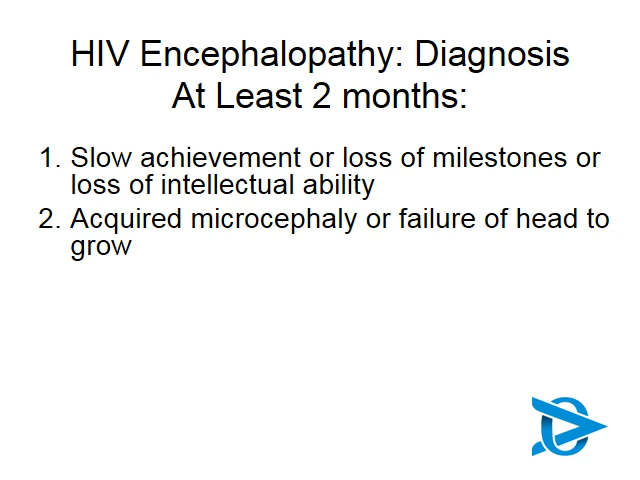 HIV Encephalopathy: Diagnosis
At Least 2 months:
1. Slow achievement or loss of milestones or
loss of intellectual ability
2. Acquired microcephaly or failure of head to
grow